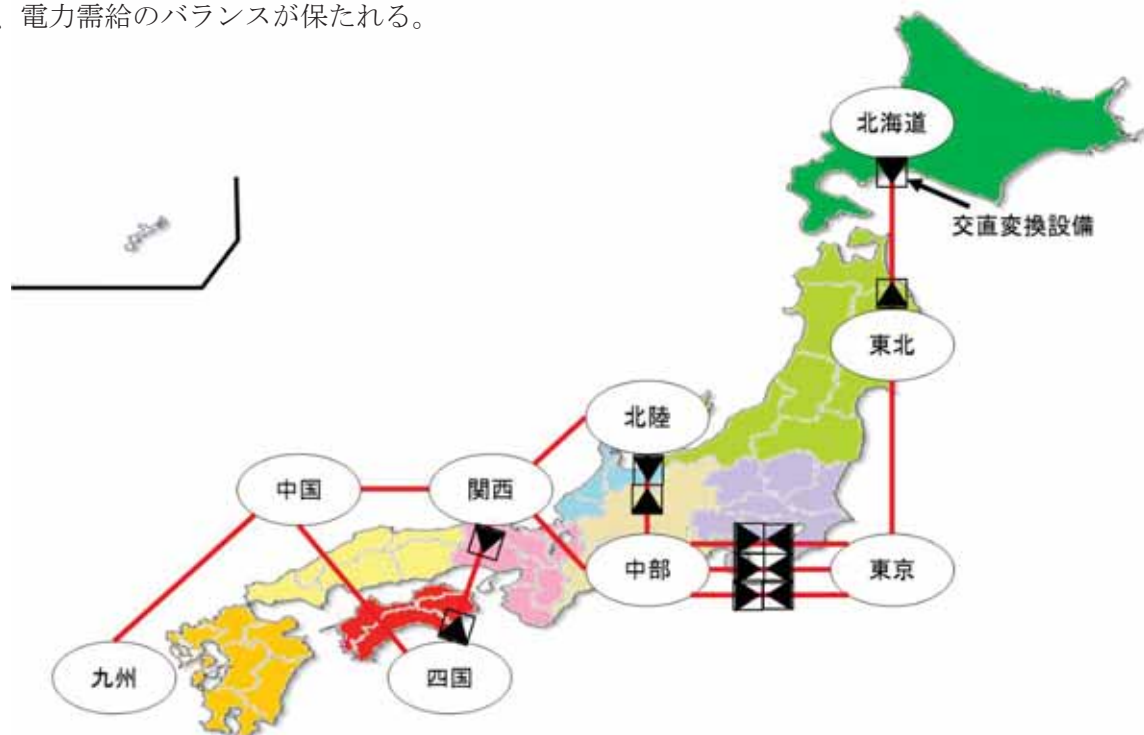 電力需給のバランスが保たれる。
北海道
交直変換設備
東北
北陸
中国
関西
中部
東京
九州
四国